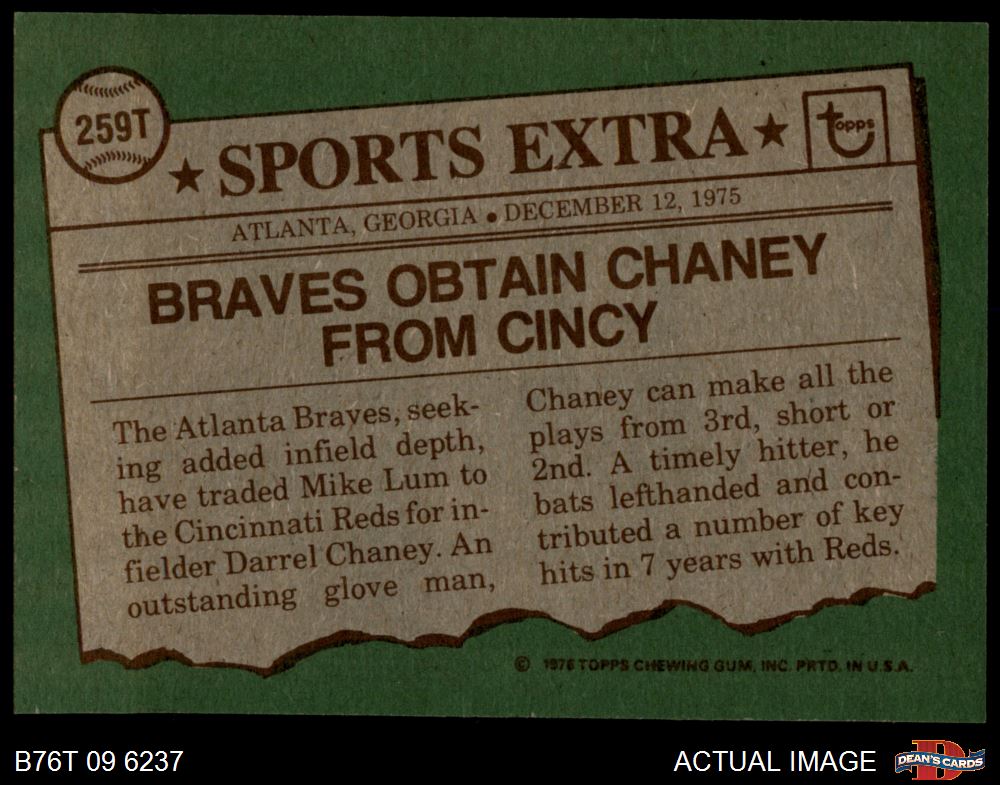 259T
★ SPORTS EXTRA ★
topps
ATLANTA, GEORGIA • DECEMBER 12, 1975
BRAVES OBTAIN CHANEY
FROM CINCY
The Atlanta Braves, seek-
ing added infield depth,
have traded Mike Lum to
the Cincinnati Reds for in-
fielder Darrel Chaney. An
outstanding glove man,
Chaney can make all the
plays from 3rd, short or
2nd. A timely hitter, he
bats lefthanded and con-
tributed a number of key
hits in 7 years with Reds.
© 1976 TOPPS CHEWING GUM, INC. PRTD. IN U.S.A.
B76T 09 6237
ACTUAL IMAGE
DEAN'S CARDS